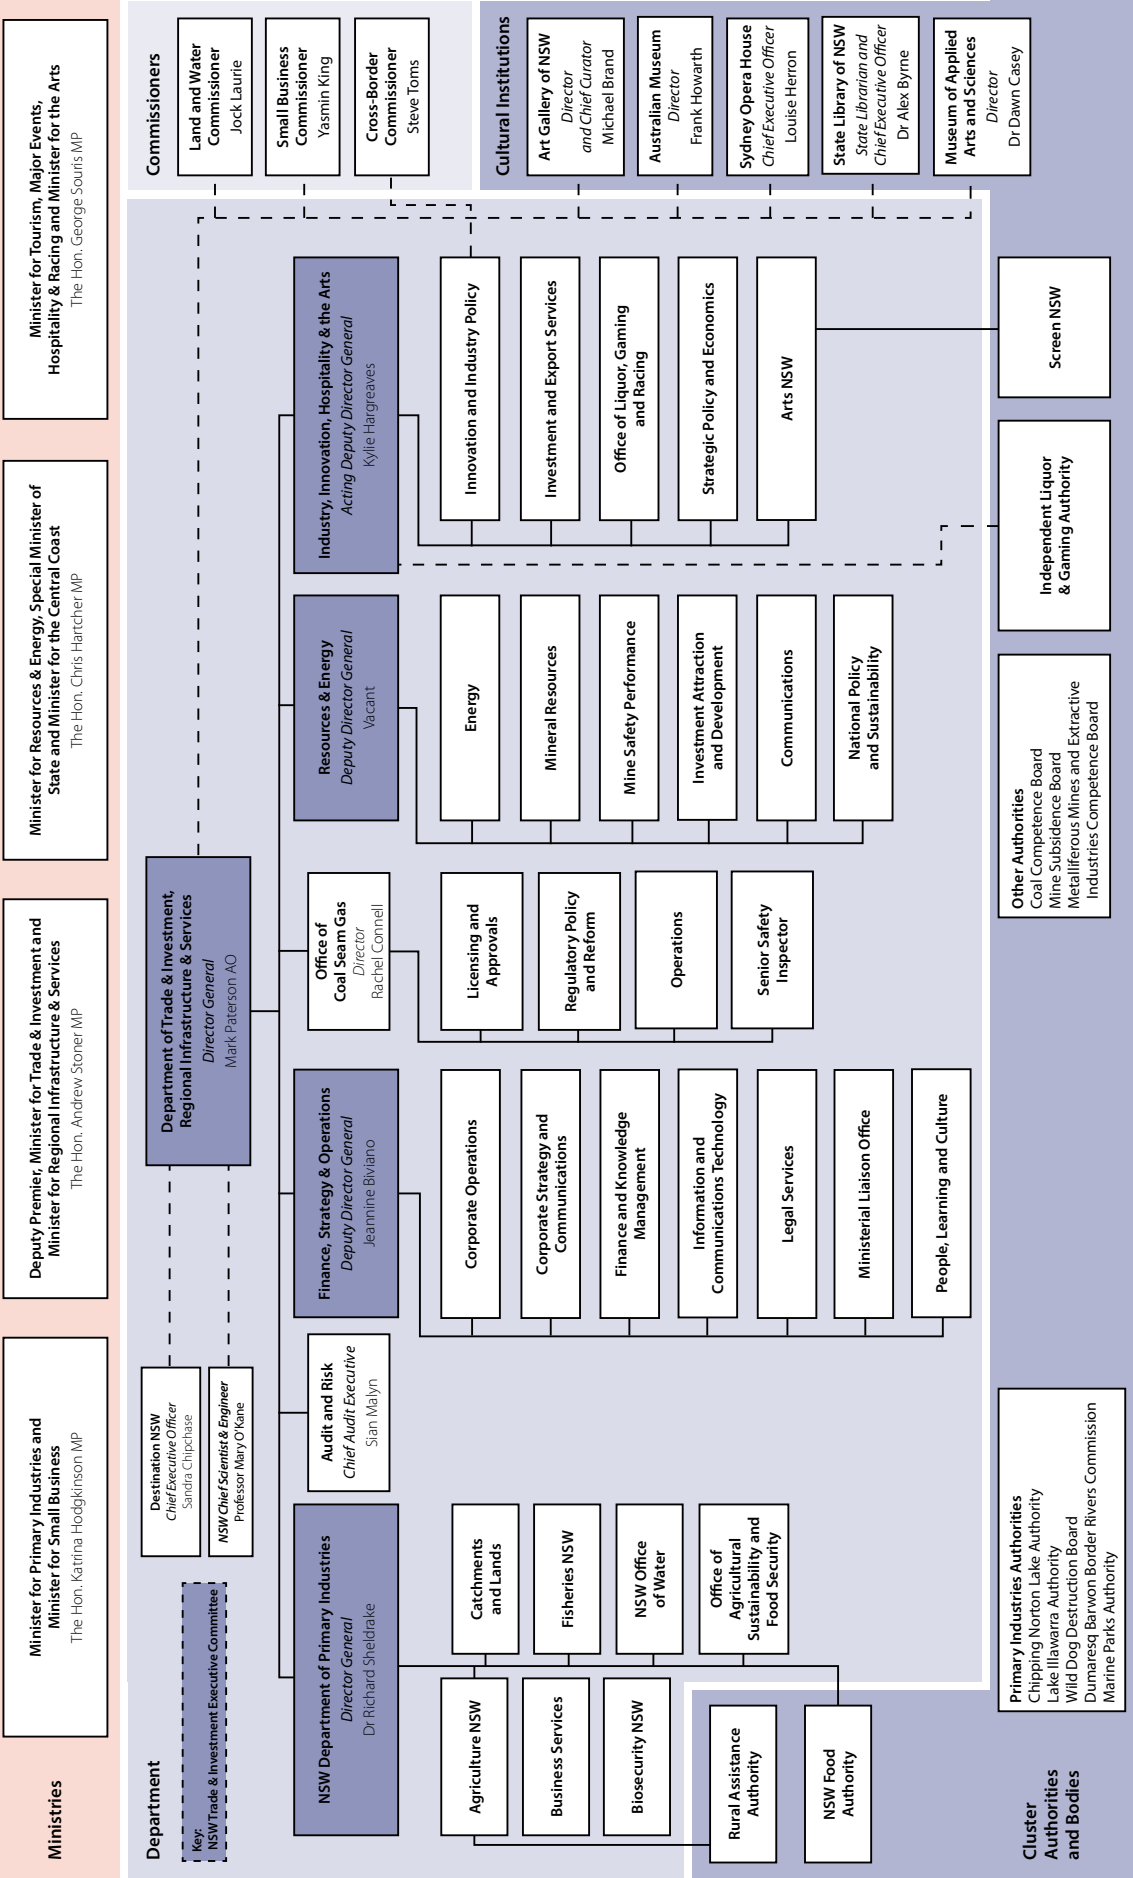 Ministries
Minister for Primary Industries and
Minister for Small Business
The Hon. Katrina Hodgkinson MP
Deputy Premier, Minister for Trade & Investment and
Minister for Regional Infrastructure & Services
The Hon. Andrew Stoner MP
Minister for Resources & Energy, Special Minister of
State and Minister for the Central Coast
The Hon. Chris Hartcher MP
Minister for Tourism, Major Events,
Hospitality & Racing and Minister for the Arts
The Hon. George Souris MP
Department
Key:
NSW Trade & Investment Executive Committee
Destination NSW
Chief Executive Officer
Sandra Chipchase
NSW Chief Scientist & Engineer
Professor Mary O'Kane
Department of Trade & Investment,
Regional Infrastructure & Services
Director General
Mark Paterson AO
Commissioners
Land and Water
Commissioner
Jock Laurie
Small Business
Commissioner
Yasmin King
Cross-Border
Commissioner
Steve Toms
Cultural Institutions
Art Gallery of NSW
Director
and Chief Curator
Michael Brand
Australian Museum
Director
Frank Howarth
Sydney Opera House
Chief Executive Officer
Louise Herron
State Library of NSW
State Librarian and
Chief Executive Officer
Dr Alex Byrne
Museum of Applied
Arts and Sciences
Director
Dr Dawn Casey
NSW Department of Primary Industries
Director General
Dr Richard Sheldrake
Agriculture NSW
Business Services
Biosecurity NSW
Catchments
and Lands
Fisheries NSW
NSW Office
of Water
Office of
Agricultural
Sustainability and
Food Security
Rural Assistance
Authority
NSW Food
Authority
Audit and Risk
Chief Audit Executive
Sian Malyn
Finance, Strategy & Operations
Deputy Director General
Jeannine Biviano
Corporate Operations
Corporate Strategy and
Communications
Finance and Knowledge
Management
Information and
Communications Technology
Legal Services
Ministerial Liaison Office
People, Learning and Culture
Office of
Coal Seam Gas
Director
Rachel Connell
Licensing and
Approvals
Regulatory Policy
and Reform
Operations
Senior Safety
Inspector
Resources & Energy
Deputy Director General
Vacant
Energy
Mineral Resources
Mine Safety Performance
Investment Attraction
and Development
Communications
National Policy
and Sustainability
Industry, Innovation, Hospitality & the Arts
Acting Deputy Director General
Kylie Hargreaves
Innovation and Industry Policy
Investment and Export Services
Office of Liquor, Gaming
and Racing
Strategic Policy and Economics
Arts NSW
Cluster
Authorities
and Bodies
Primary Industries Authorities
Chipping Norton Lake Authority
Lake Illawarra Authority
Wild Dog Destruction Board
Dumaresq Barwon Border Rivers Commission
Marine Parks Authority
Other Authorities
Coal Competence Board
Mine Subsidence Board
Metalliferous Mines and Extractive
Industries Competence Board
Independent Liquor
& Gaming Authority
Screen NSW